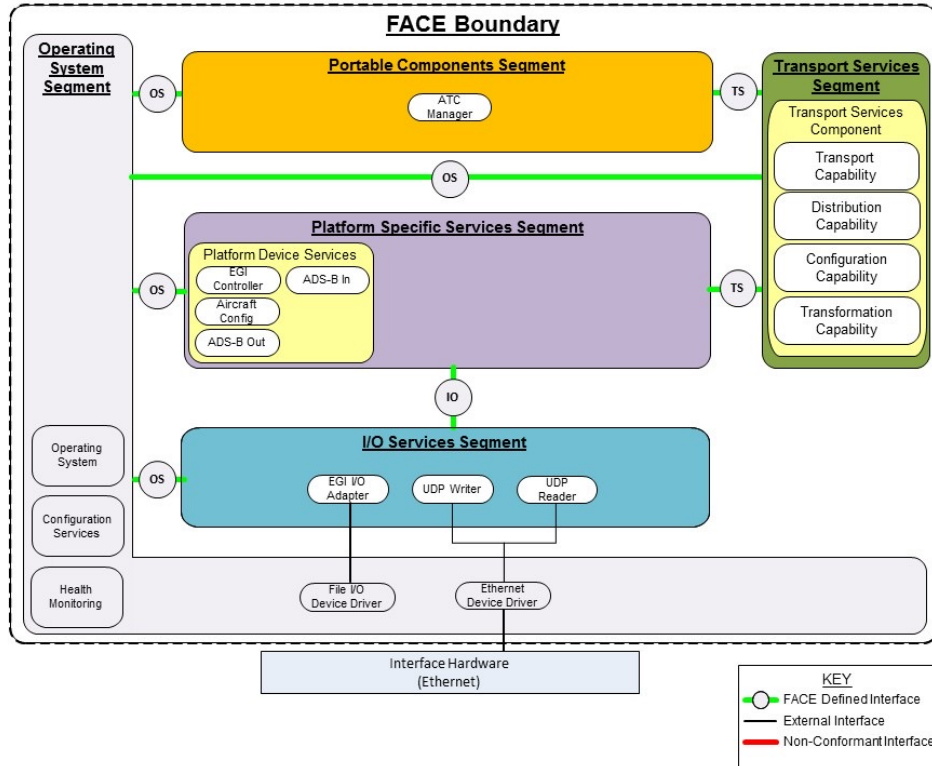 FACE Boundary
Operating
System
Segment
OS
Portable Components Segment
ATC
Manager
TS
Transport Services
Segment
Transport Services
Component
Transport
Capability
Distribution
Capability
Configuration
Capability
Transformation
Capability
OS
Platform Specific Services Segment
Platform Device Services
EGI
Controller
ADS-B In
Aircraft
Config
ADS-B Out
OS
TS
IO
I/O Services Segment
EGI I/O
Adapter
UDP Writer
UDP
Reader
OS
Operating
System
Configuration
Services
Health
Monitoring
File I/O
Device Driver
Ethernet
Device Driver
Interface Hardware
(Ethernet)
KEY
FACE Defined Interface
External Interface
Non-Conformant Interface